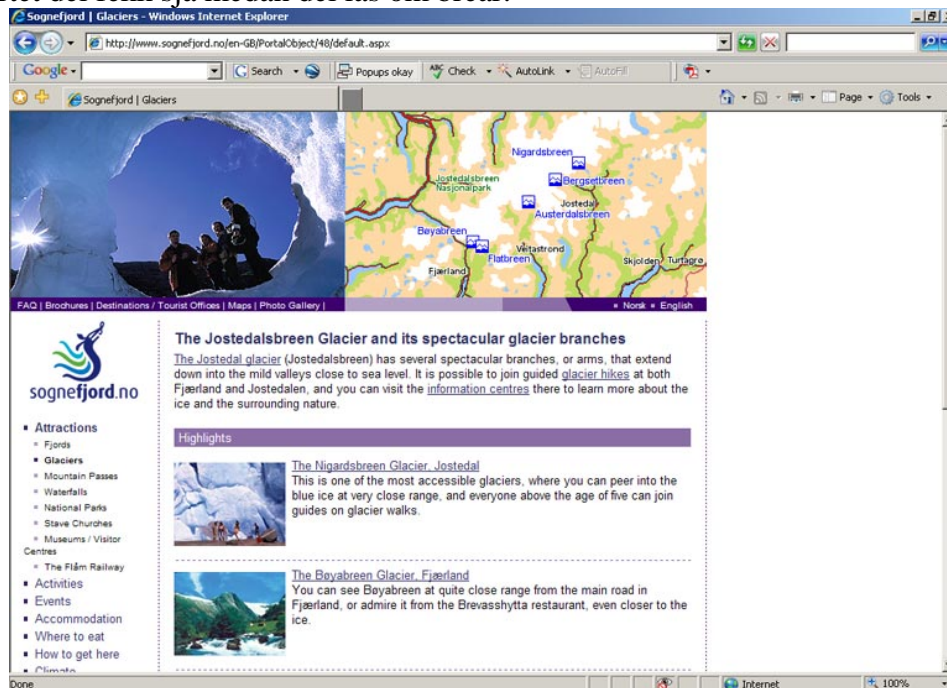 Sognefjord | Glaciers - Windows Internet Explorer
http://www.sognefjord.no/en-GB/PortalObject/48/default.aspx
Google
Search
Popups okay
ABC Check
AutoLink
AutoFill
Sognefjord | Glaciers
Page
Tools
Nigardsbreen
Jostedalsbreen
Nasjonalpark
Bergsetbreen
Jostedal
Austerdalsbreen
Bøyabreen
Veitastrond
Flatbreen
Fjærland
Skjolden
Turtagrø
FAQ | Brochures | Destinations / Tourist Offices | Maps | Photo Gallery |
Norsk
English
sognefjord.no
Attractions
Fjords
Glaciers
Mountain Passes
Waterfalls
National Parks
Stave Churches
Museums / Visitor
Centres
The Flåm Railway
Activities
Events
Accommodation
Where to eat
How to get here
Climate
The Jostedalsbreen Glacier and its spectacular glacier branches
The Jostedal glacier (Jostedalsbreen) has several spectacular branches, or arms, that extend
down into the mild valleys close to sea level. It is possible to join guided glacier hikes at both
Fjærland and Jostedalen, and you can visit the information centres there to learn more about the
ice and the surrounding nature.
Highlights
The Nigardsbreen Glacier, Jostedal
This is one of the most accessible glaciers, where you can peer into the
blue ice at very close range, and everyone above the age of five can join
guides on glacier walks.
The Bøyabreen Glacier, Fjærland
You can see Bøyabreen at quite close range from the main road in
Fjærland, or admire it from the Brevasshytta restaurant, even closer to the
ice.
Done
Internet
100%